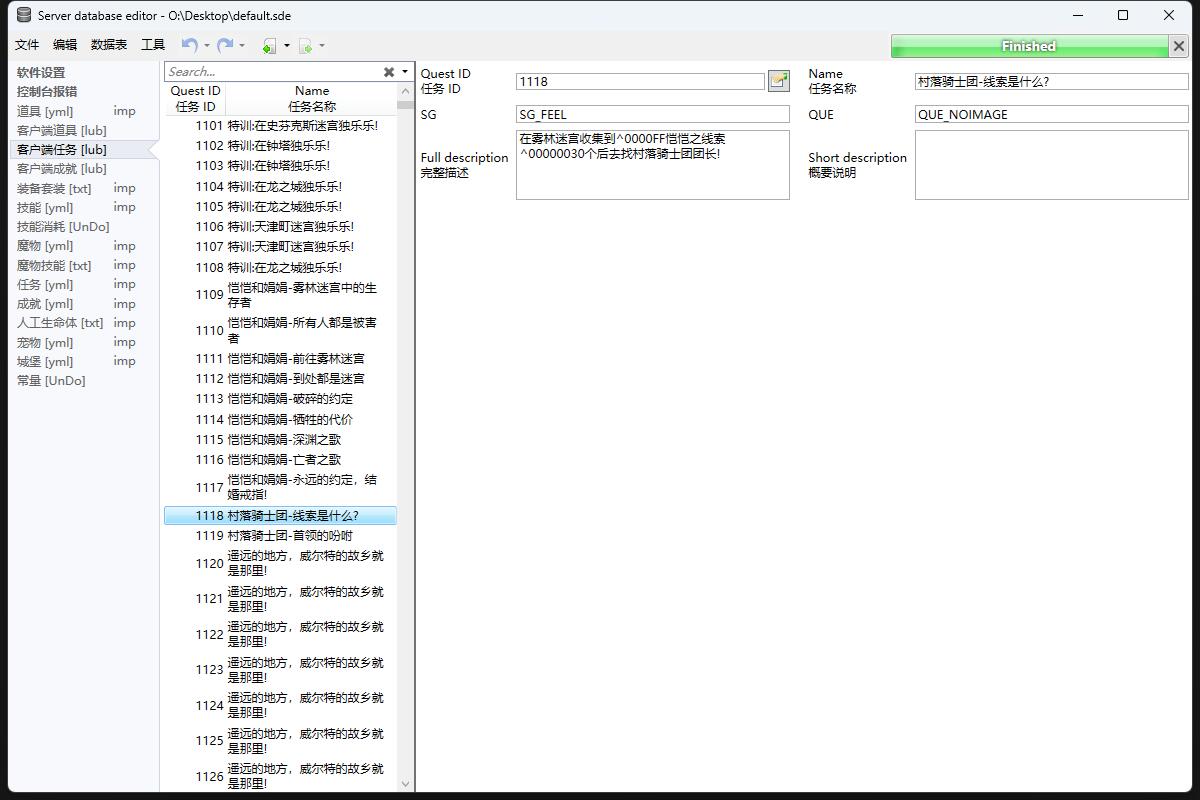 Server database editor - O:\Desktop\default.sde
文件 编辑 数据表 工具
Finished
软件设置
控制台报错
道具 [yml] imp
客户端道具 [lub]
客户端任务 [lub]
客户端成就 [lub]
装备套装 [txt] imp
技能 [yml] imp
技能消耗 [UnDo]
魔物 [yml] imp
魔物技能 [txt] imp
任务 [yml] imp
成就 [yml] imp
人工生命体 [txt] imp
宠物 [yml] imp
城堡 [yml] imp
常量 [UnDo]
Search...
Quest ID Name
任务 ID 任务名称
1101 特训:在史芬克斯迷宫独乐乐!
1102 特训:在钟塔独乐乐!
1103 特训:在钟塔独乐乐!
1104 特训:在龙之城独乐乐!
1105 特训:在龙之城独乐乐!
1106 特训:天津町迷宫独乐乐!
1107 特训:天津町迷宫独乐乐!
1108 特训:在龙之城独乐乐!
1109 恺恺和娟娟-雾林迷宫中的生
存者
1110 恺恺和娟娟-所有人都是被害
者
1111 恺恺和娟娟-前往雾林迷宫
1112 恺恺和娟娟-到处都是迷宫
1113 恺恺和娟娟-破碎的约定
1114 恺恺和娟娟-牺牲的代价
1115 恺恺和娟娟-深渊之歌
1116 恺恺和娟娟-亡者之歌
1117 恺恺和娟娟-永远的约定，结
婚戒指!
1118 村落骑士团-线索是什么?
1119 村落骑士团-首领的吩咐
1120 遥远的地方，威尔特的故乡就
是那里!
1121 遥远的地方，威尔特的故乡就
是那里!
1122 遥远的地方，威尔特的故乡就
是那里!
1123 遥远的地方，威尔特的故乡就
是那里!
1124 遥远的地方，威尔特的故乡就
是那里!
1125 遥远的地方，威尔特的故乡就
是那里!
1126 遥远的地方，威尔特的故乡就
是那里!
Quest ID
任务 ID
1118
Name
任务名称
村落骑士团-线索是什么?
SG
SG_FEEL
QUE
QUE_NOIMAGE
Full description
完整描述
在雾林迷宫收集到^0000FF恺恺之线索
^00000030个后去找村落骑士团团长!
Short description
概要说明